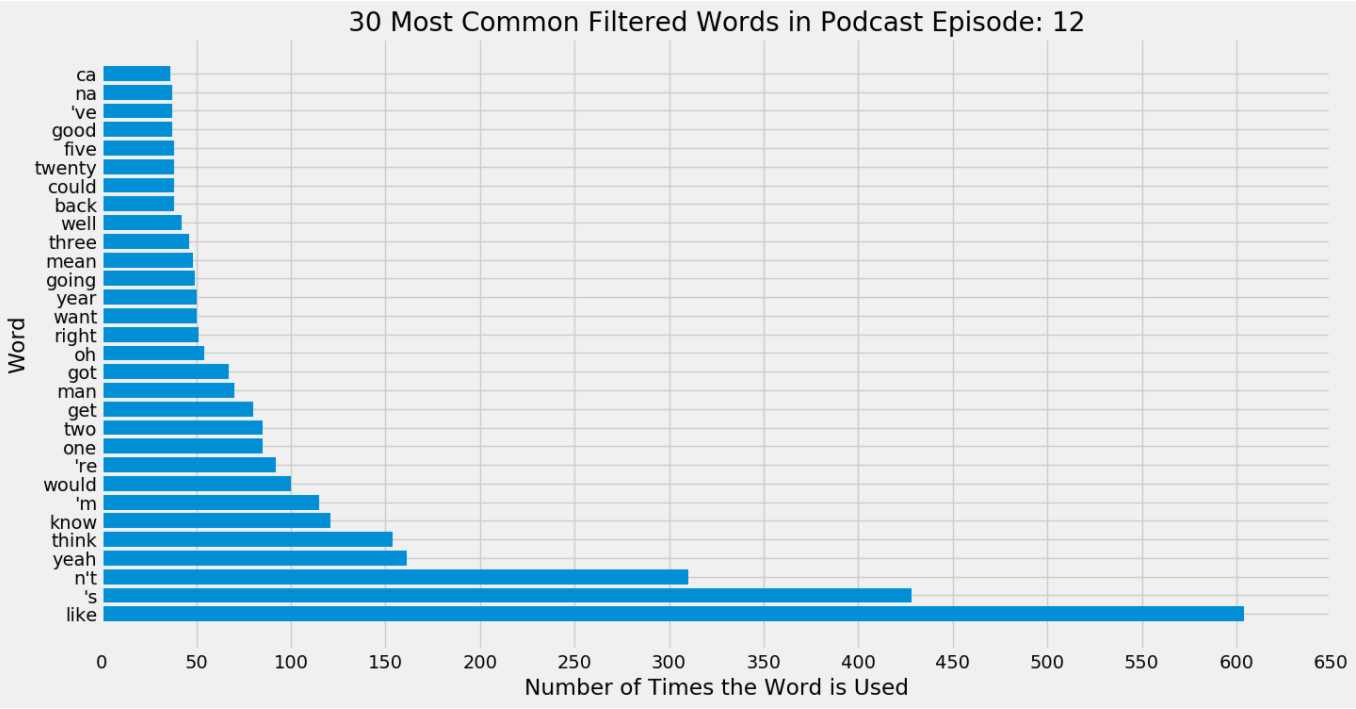 30 Most Common Filtered Words in Podcast Episode: 12
Word
ca
na
've
good
five
twenty
could
back
well
three
mean
going
year
want
right
oh
got
man
get
two
one
're
would
'm
know
think
yeah
n't
's
like
0 50 100 150 200 250 300 350 400 450 500 550 600 650
Number of Times the Word is Used